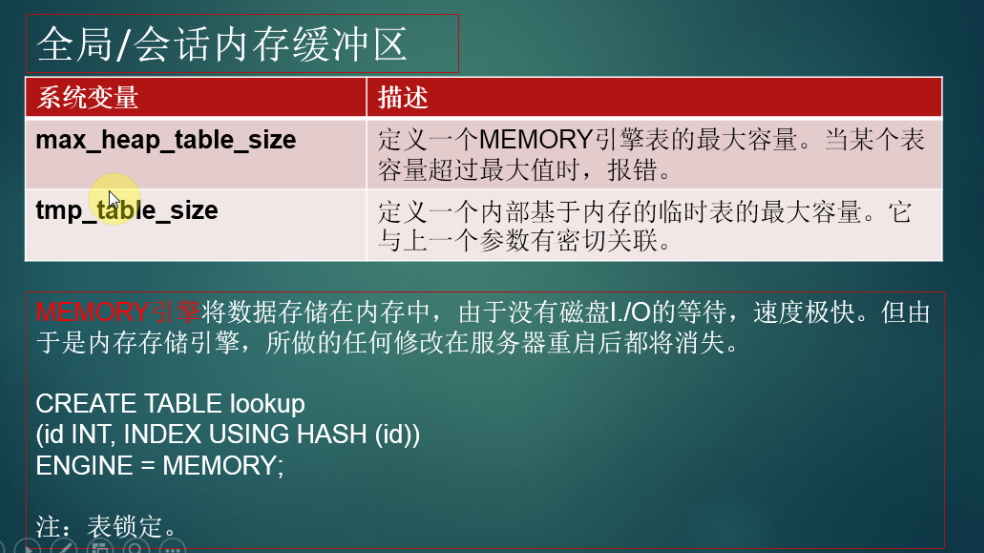 全局/会话内存缓冲区
系统变量
描述
max_heap_table_size
定义一个MEMORY引擎表的最大容量。当某个表
容量超过最大值时，报错。
tmp_table_size
定义一个内部基于内存的临时表的最大容量。它
与上一个参数有密切关联。
MEMORY引擎将数据存储在内存中，由于没有磁盘I./O的等待，速度极快。但由
于是内存存储引擎，所做的任何修改在服务器重启后都将消失。
CREATE TABLE lookup
(id INT, INDEX USING HASH (id))
ENGINE = MEMORY;
注：表锁定。